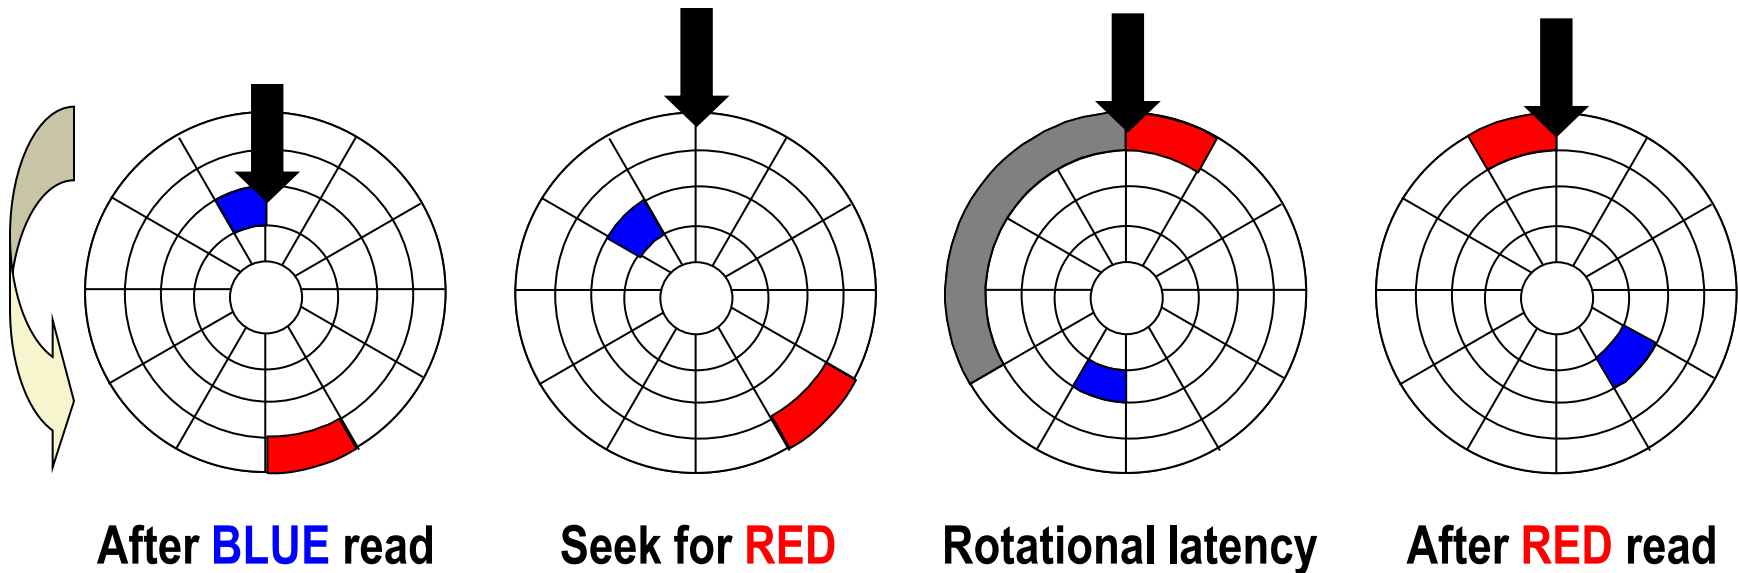 After BLUE read
Seek for RED
Rotational latency
After RED read